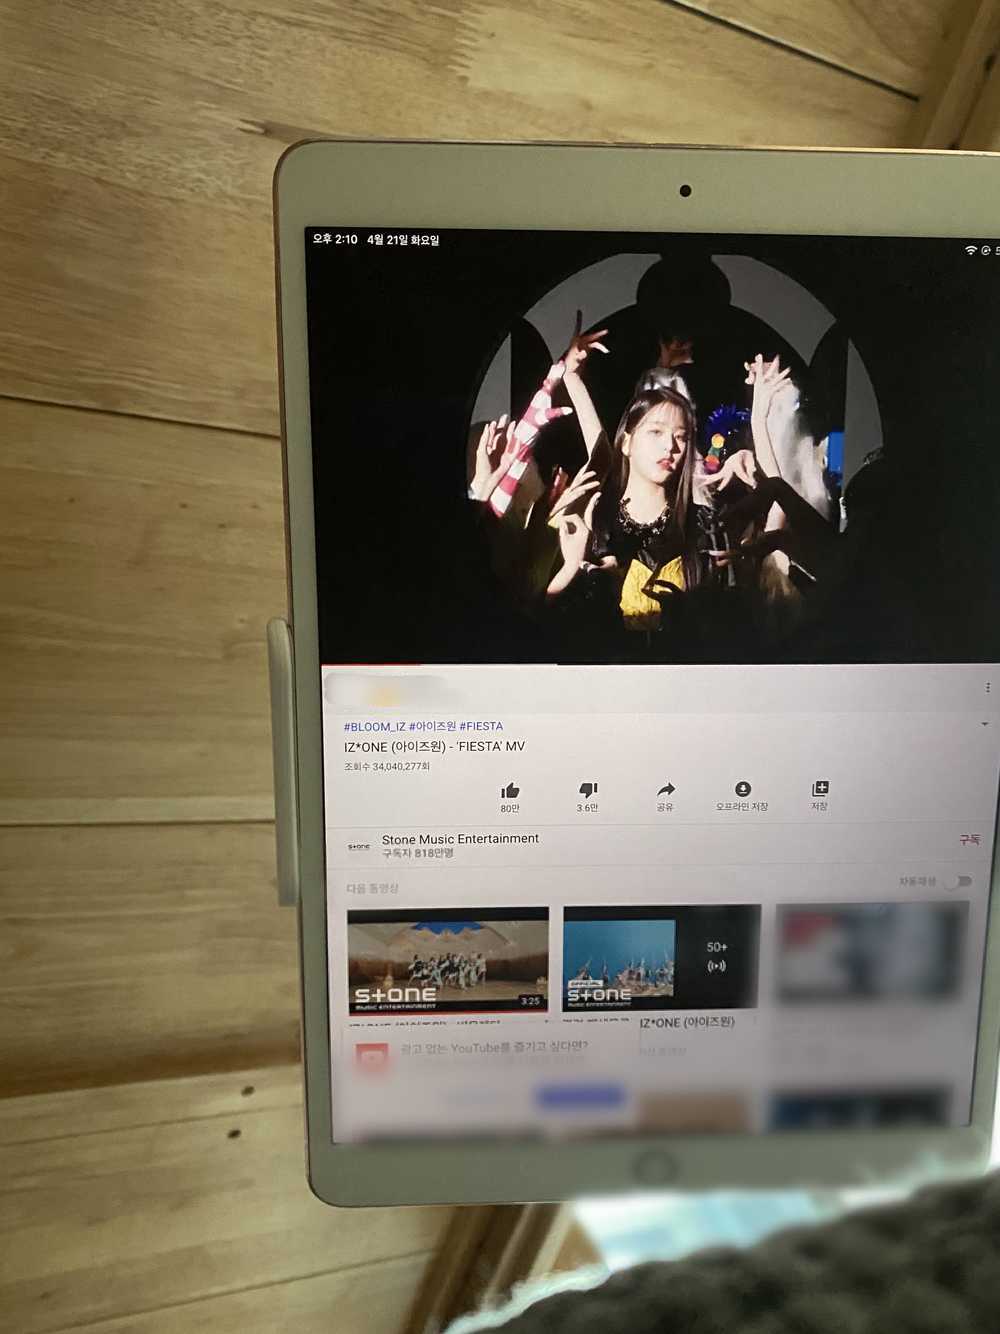 오후 2:10 4월 21일 화요일
#BLOOM_IZ #아이즈원 #FIESTA
IZ*ONE (아이즈원) - 'FIESTA' MV
조회수 34,040,277회
80만
3.6만
공유
오프라인 저장
저장
S+ONE
Stone Music Entertainment
구독자 818만명
구독
다음 동영상
자동재생
S+ONE
MUSIC ENTERTAINMENT
3:25
50+
S+ONE
MUSIC ENTERTAINMENT
IZ*ONE (아이즈원)
광고 없는 YouTube를 즐기고 싶다면?